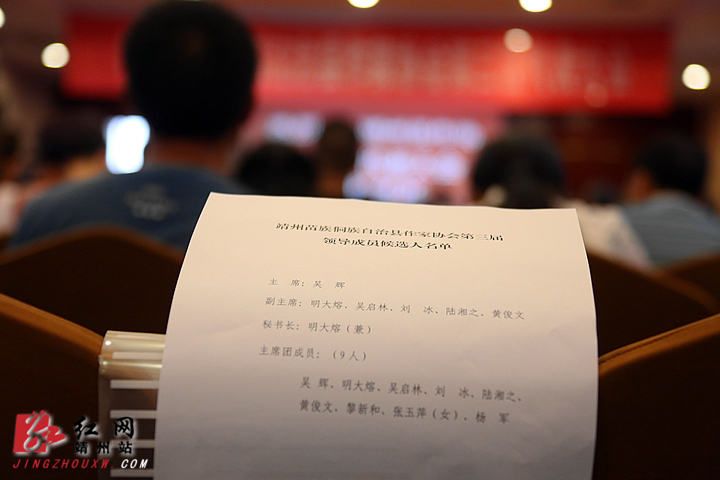 靖州苗族侗族自治县作家协会第三届
领导成员候选人名单
主 席：吴 辉
副主席：明大熔、吴启林、刘 冰、陆湘之、黄俊文
秘书长：明大熔（兼）
主席团成员：（9人）
吴 辉、明大熔、吴启林、刘 冰、陆湘之、
黄俊文、黎新和、张玉萍（女）、杨 军
红网
靖州站
JINGZHOUXW.COM